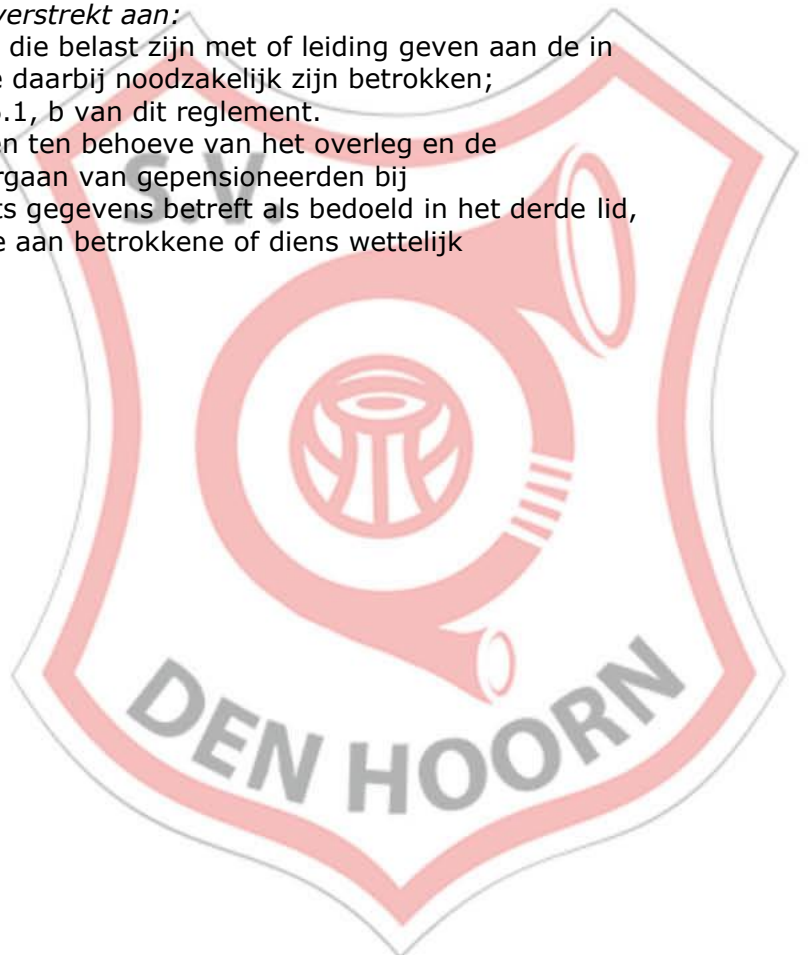 verstrekt aan:
die belast zijn met of leiding geven aan de in
e daarbij noodzakelijk zijn betrokken;
.1, b van dit reglement.
en ten behoeve van het overleg en de
rgaan van gepensioneerden bij
ts gegevens betreft als bedoeld in het derde lid,
e aan betrokkene of diens wettelijk
S.V.
DEN HOORN